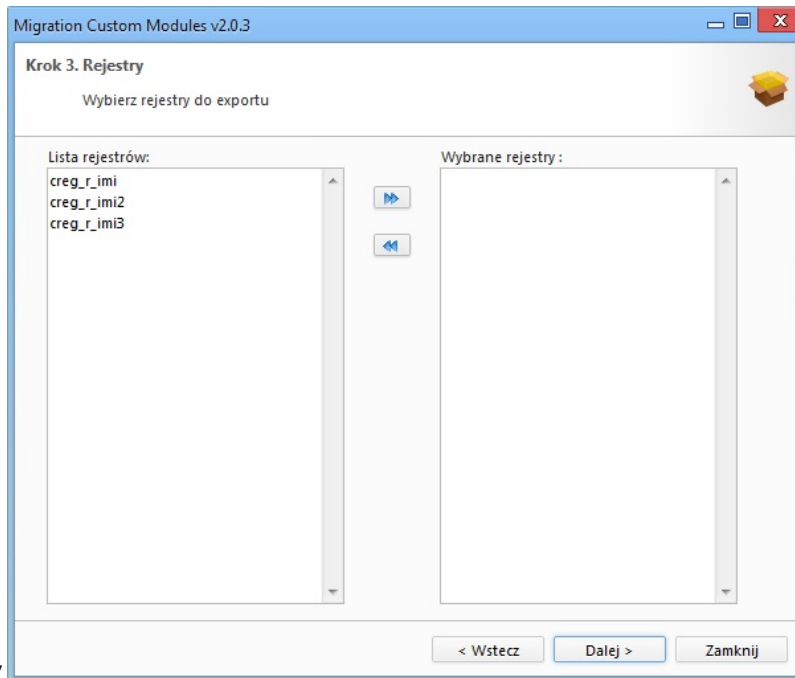 Migration Custom Modules v2.0.3
Krok 3. Rejestry
Wybierz rejestry do exportu
Lista rejestrów:
Wybrane rejestry :
creg_r_imi
creg_r_imi2
creg_r_imi3
< Wstecz
Dalej >
Zamknij